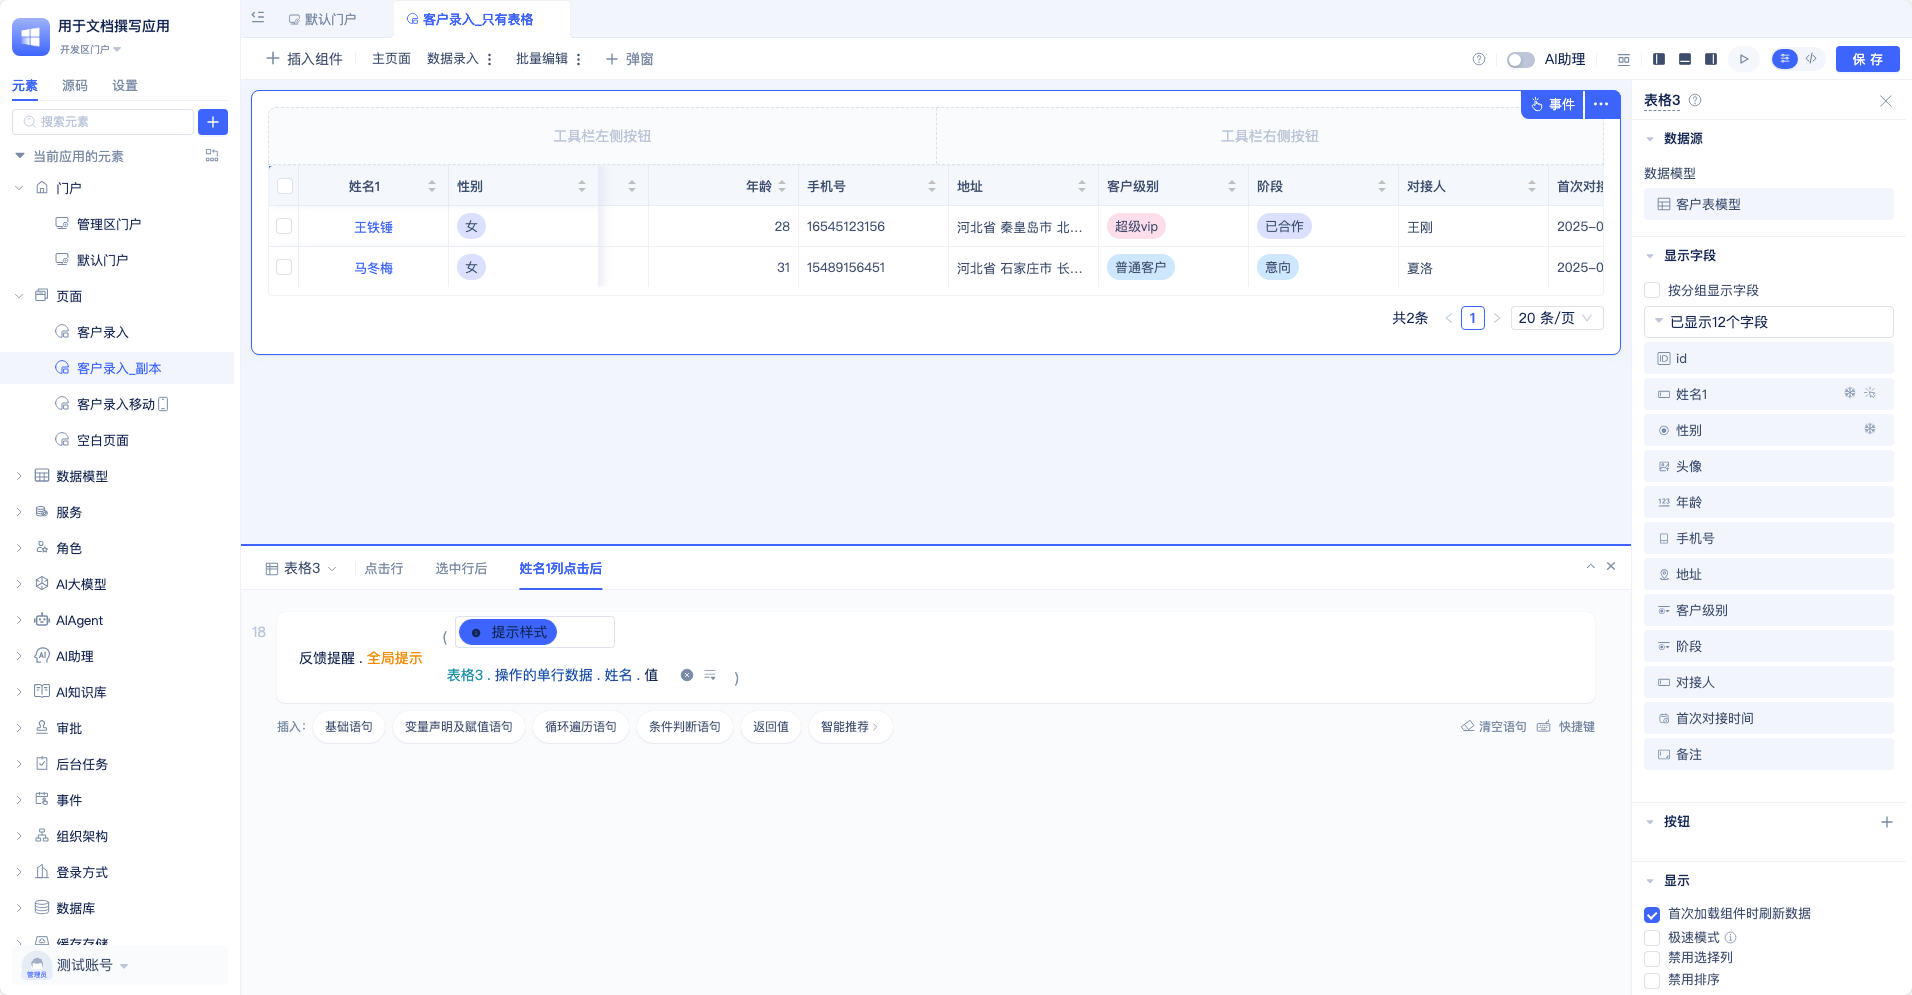 用于文档撰写应用
开发区门户
元素 源码 设置
搜索元素
当前应用的元素
门户
管理区门户
默认门户
页面
客户录入
客户录入_副本
客户录入移动
空白页面
数据模型
服务
角色
AI大模型
AIAgent
AI助理
AI知识库
审批
后台任务
事件
组织架构
登录方式
数据库
缓存存储
管理员
测试账号
默认门户 客户录入_只有表格
插入组件 主页面 数据录入 批量编辑 弹窗
AI助理
保存
事件
工具栏左侧按钮 工具栏右侧按钮
姓名1 性别 年龄 手机号 地址 客户级别 阶段 对接人 首次对接
王铁锤 女 28 16545123156 河北省 秦皇岛市 北... 超级vip 已合作 王刚 2025-0
马冬梅 女 31 15489156451 河北省 石家庄市 长... 普通客户 意向 夏洛 2025-0
共2条 1 20 条/页
表格3 点击行 选中行后 姓名1列点击后
18
( 提示样式
反馈提醒 . 全局提示
表格3 . 操作的单行数据 . 姓名 . 值 )
插入: 基础语句 变量声明及赋值语句 循环遍历语句 条件判断语句 返回值 智能推荐
清空语句 快捷键
表格3
数据源
数据模型
客户表模型
显示字段
按分组显示字段
已显示12个字段
ID id
姓名1
性别
头像
123 年龄
手机号
地址
客户级别
阶段
对接人
首次对接时间
备注
按钮
显示
首次加载组件时刷新数据
极速模式
禁用选择列
禁用排序